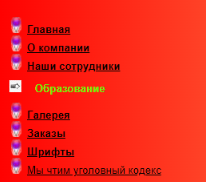 Главная
О компании
Наши сотрудники
Образование
Галерея
Заказы
Шрифты
Мы чтим уголовный кодекс